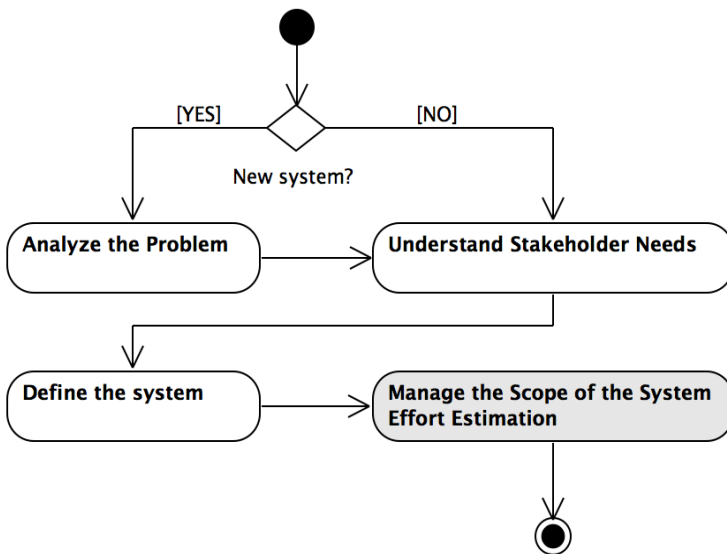 [YES]
[NO]
New system?
Analyze the Problem
Understand Stakeholder Needs
Define the system
Manage the Scope of the System
Effort Estimation